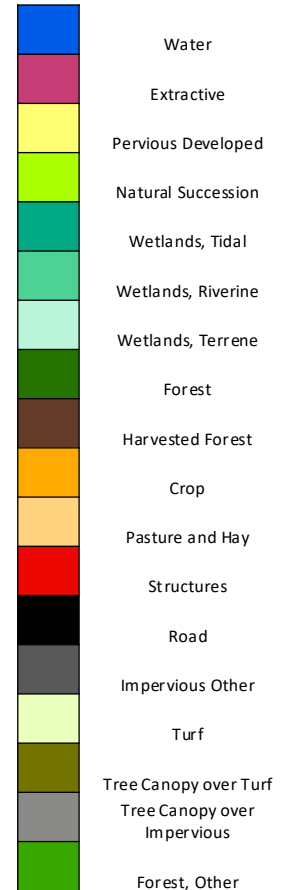 Water
Extractive
Pervious Developed
Natural Succession
Wetlands, Tidal
Wetlands, Riverine
Wetlands, Terrene
Forest
Harvested Forest
Crop
Pasture and Hay
Structures
Road
Impervious Other
Turf
Tree Canopy over Turf
Tree Canopy over
Impervious
Forest, Other